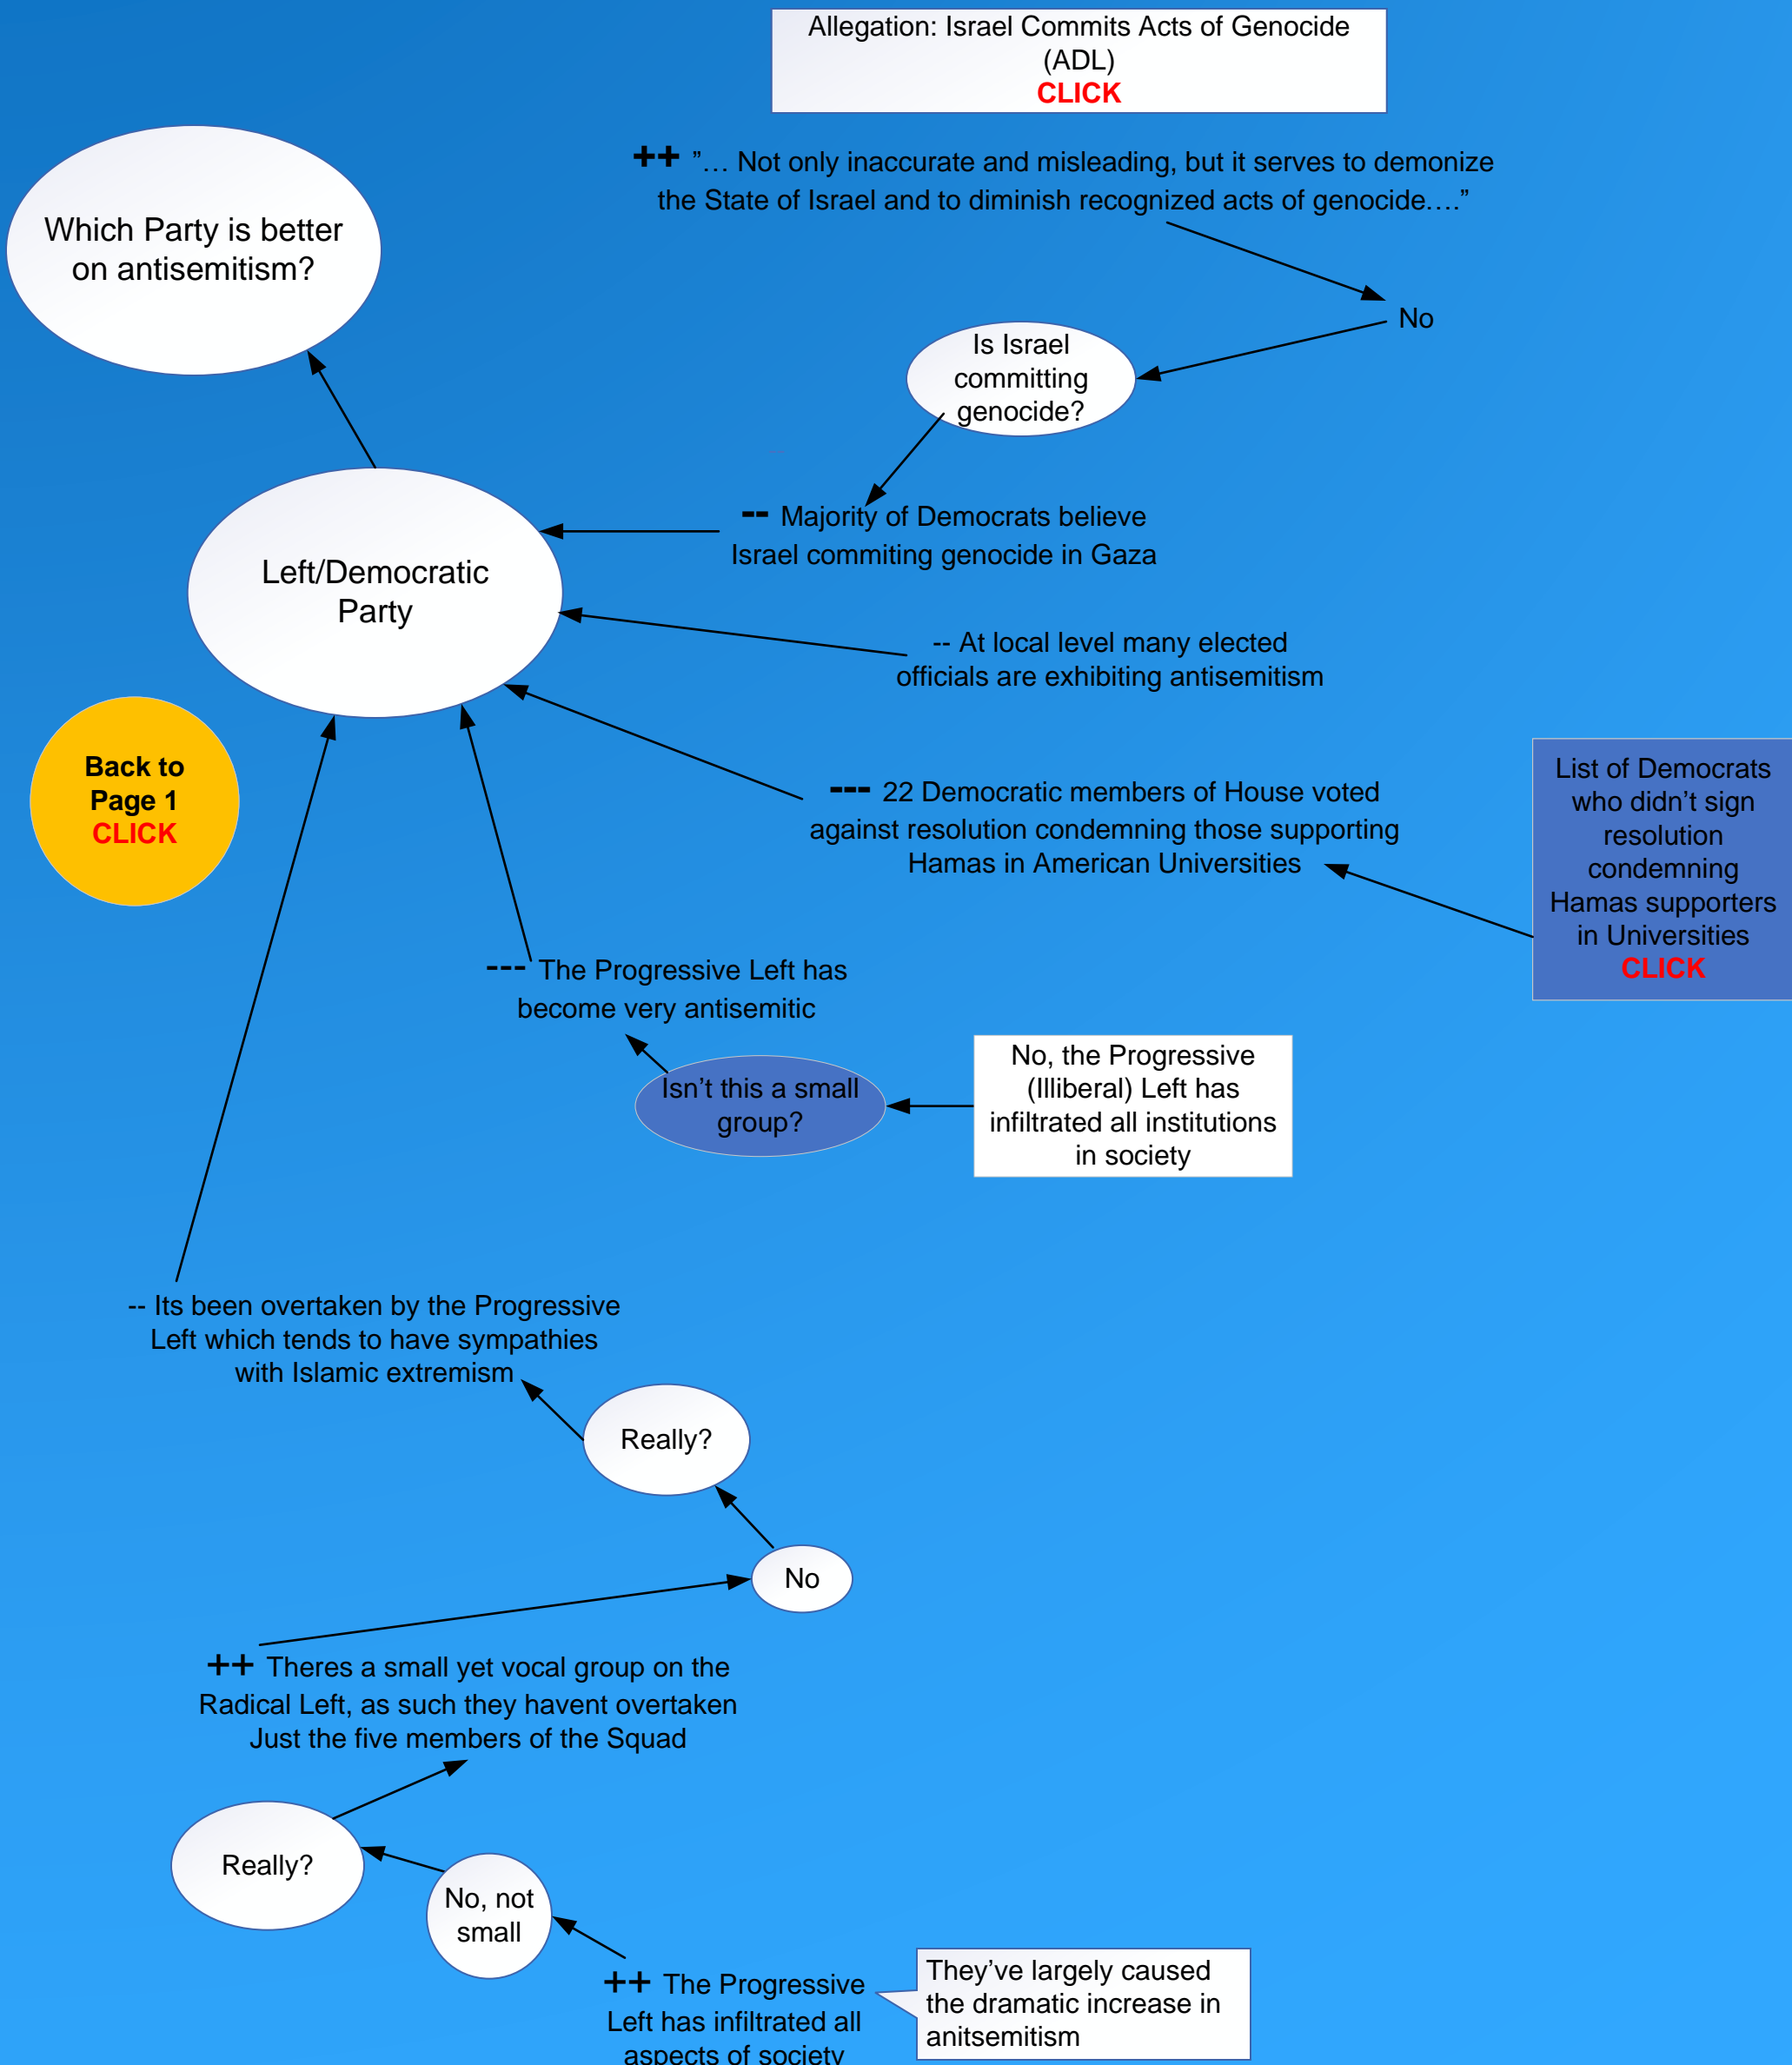 Allegation: Israel Commits Acts of Genocide
(ADL)
CLICK
++ ”… Not only inaccurate and misleading, but it serves to demonize
the State of Israel and to diminish recognized acts of genocide….”
Which Party is better
on antisemitism?
No
Is Israel
committing
genocide?
-- Majority of Democrats believe
Israel commiting genocide in Gaza
Left/Democratic
Party
-- At local level many elected
officials are exhibiting antisemitism
Back to
Page 1
CLICK
--- 22 Democratic members of House voted
against resolution condemning those supporting
Hamas in American Universities
List of Democrats
who didn’t sign
resolution
condemning
Hamas supporters
in Universities
CLICK
--- The Progressive Left has
become very antisemitic
Isn’t this a small
group?
No, the Progressive
(Illiberal) Left has
infiltrated all institutions
in society
-- Its been overtaken by the Progressive
Left which tends to have sympathies
with Islamic extremism
Really?
No
++ Theres a small yet vocal group on the
Radical Left, as such they havent overtaken
Just the five members of the Squad
Really?
No, not
small
++ The Progressive
Left has infiltrated all
aspects of society
They’ve largely caused
the dramatic increase in
anitsemitism